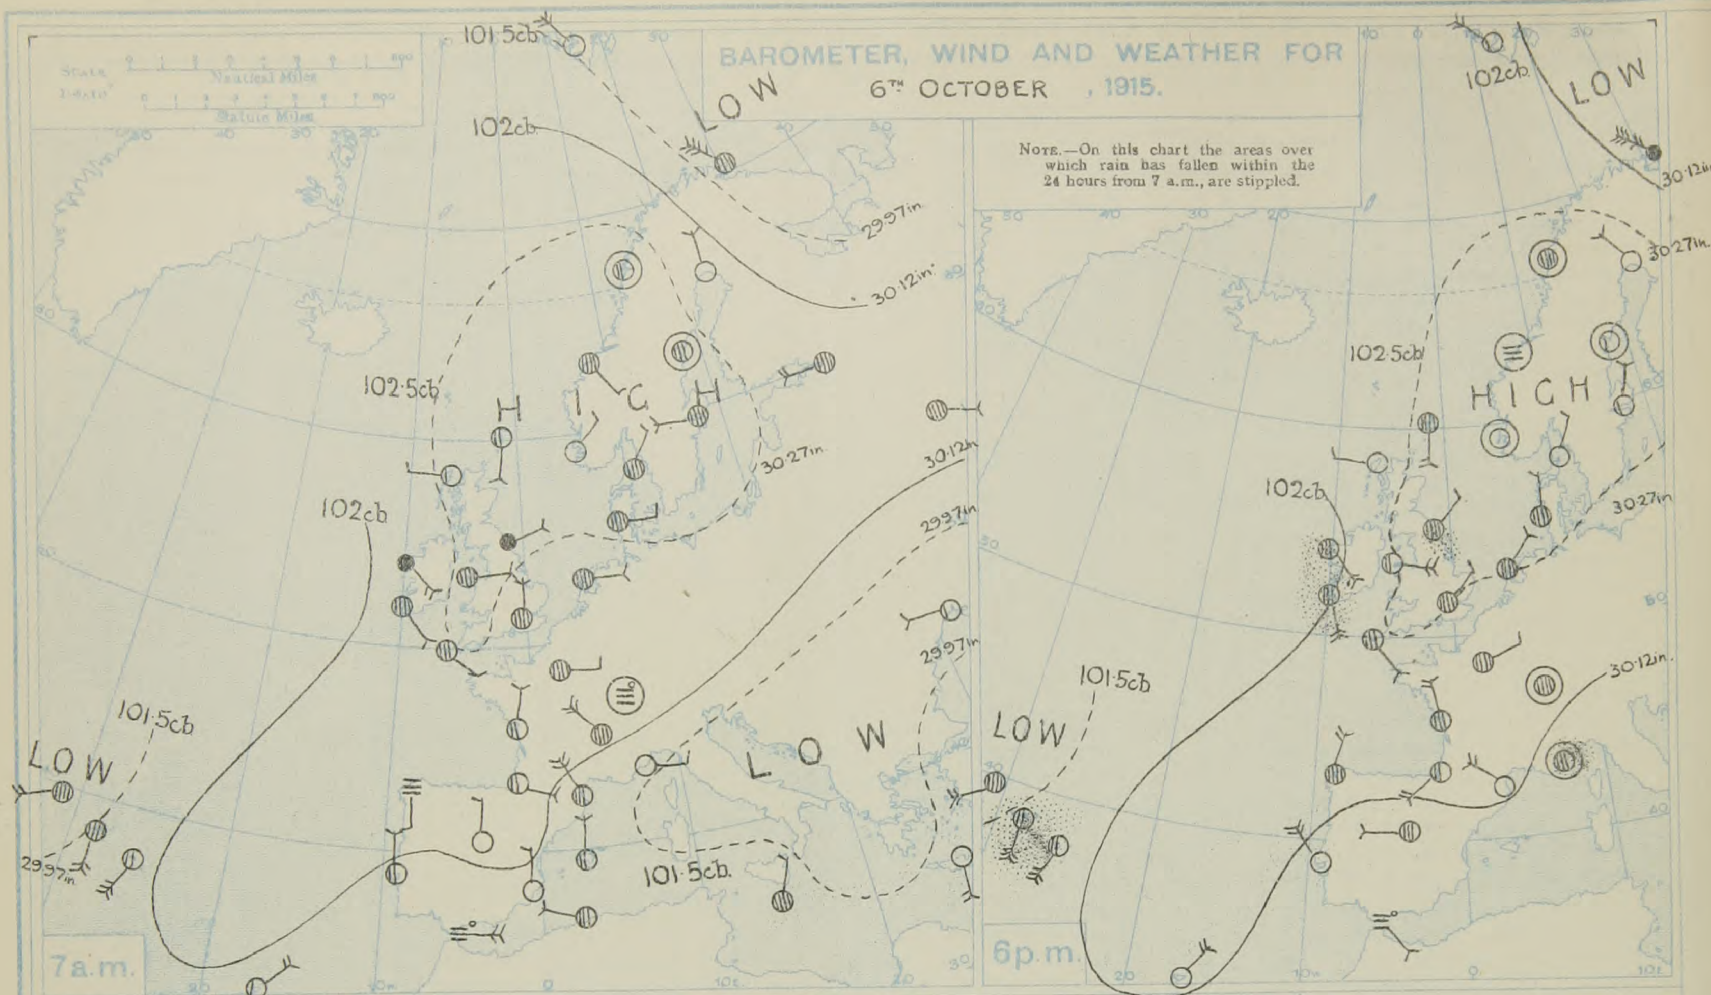 BAROMETER, WIND AND WEATHER FOR
6TH OCTOBER , 1915.
NOTE.—On this chart the areas over
which rain has fallen within the
24 hours from 7 a.m., are stippled.
Nautical Miles
Statute Miles
101.5cb
LOW
102cb
29.97in
30.12in.
102.5cb
HIGH
30.27in.
30.12in
102cb
29.97in
29.97in
101.5cb
LOW
29.97in
LOW
101.5cb.
7a.m.
102cb.
LOW
30.12in
30.27in.
102.5cb
HIGH
102cb
30.27in
30.12in.
101.5cb
LOW
6p.m.